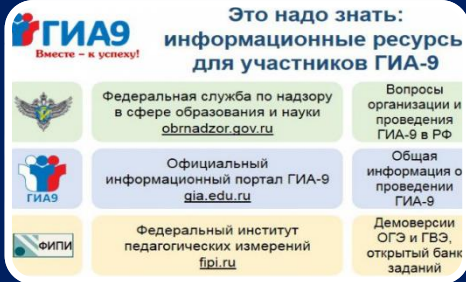 ГИА9
Вместе – к успеху!
Это надо знать:
информационные ресурсы
для участников ГИА-9
Федеральная служба по надзору
в сфере образования и науки
obrnadzor.gov.ru
Вопросы
организации и
проведения
ГИА-9 в РФ
ГИА9
Официальный
информационный портал ГИА-9
gia.edu.ru
Общая
информация о
проведении
ГИА-9
ФИПИ
Федеральный институт
педагогических измерений
fipi.ru
Демоверсии
ОГЭ и ГВЭ,
открытый банк
заданий